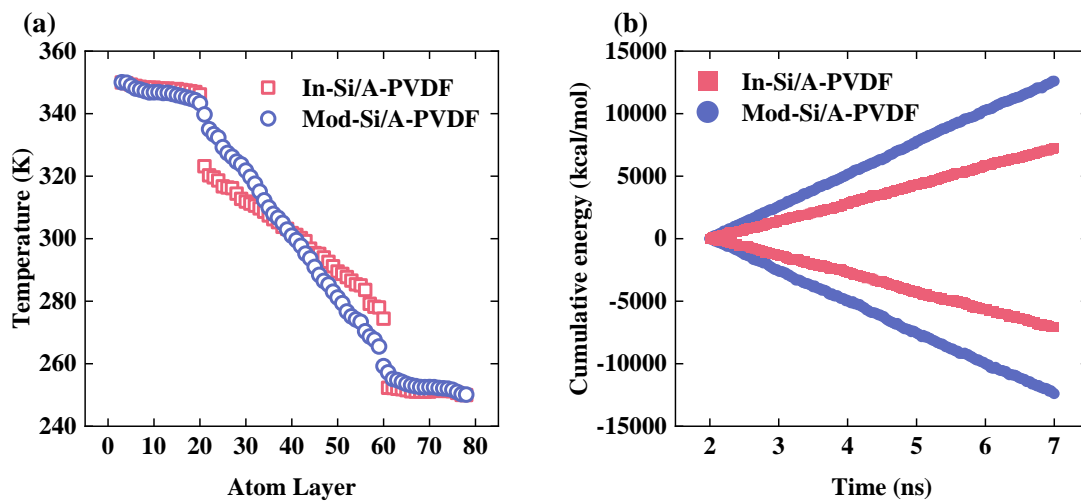 (a)
360
340
320
300
280
260
240
Temperature (K)
In-Si/A-PVDF
Mod-Si/A-PVDF
0 10 20 30 40 50 60 70 80
Atom Layer
(b)
15000
10000
5000
0
-5000
-10000
-15000
Cumulative energy (kcal/mol)
In-Si/A-PVDF
Mod-Si/A-PVDF
2 3 4 5 6 7
Time (ns)